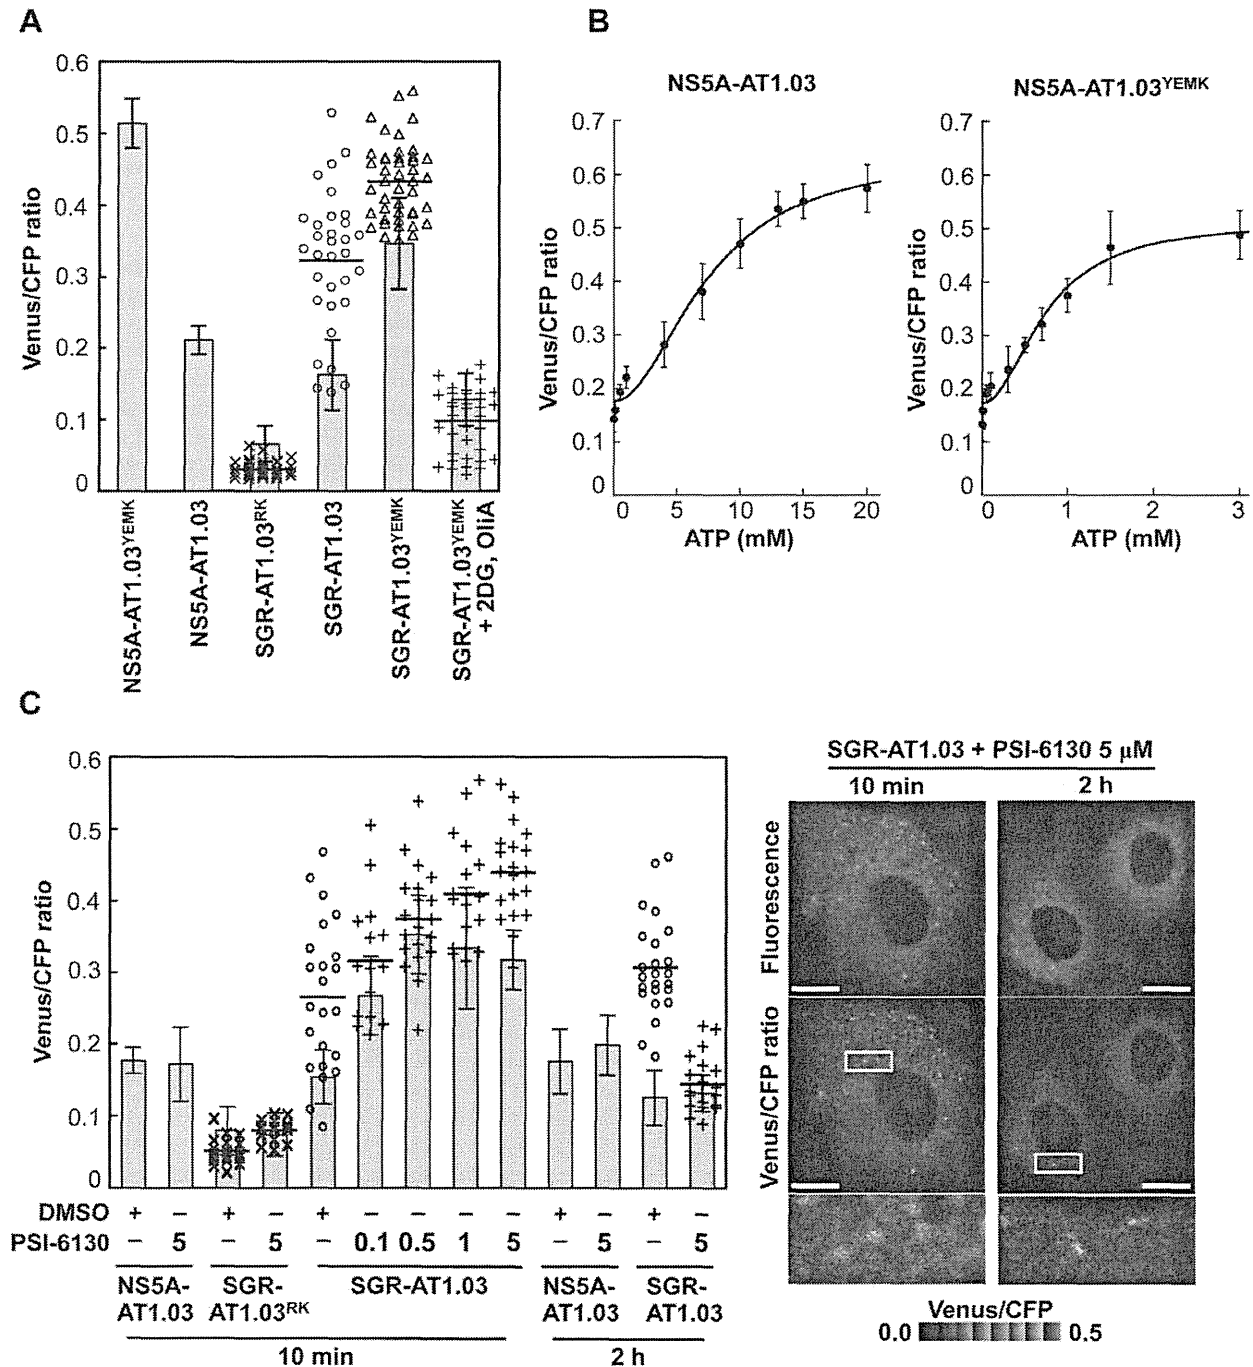 A
0.6
0.5
0.4
0.3
0.2
0.1
0
Venus/CFP ratio
NS5A-AT1.03YEMK
NS5A-AT1.03
SGR-AT1.03RK
SGR-AT1.03
SGR-AT1.03YEMK
SGR-AT1.03YEMK
+ 2DG, OliA
B
NS5A-AT1.03
0.7
0.6
0.5
0.4
0.3
0.2
0.1
0
Venus/CFP ratio
0 5 10 15 20
ATP (mM)
NS5A-AT1.03YEMK
0.7
0.6
0.5
0.4
0.3
0.2
0.1
0
Venus/CFP ratio
0 1 2 3
ATP (mM)
C
0.6
0.5
0.4
0.3
0.2
0.1
0
Venus/CFP ratio
DMSO + − + − + − − − − + − + −
PSI-6130 − 5 − 5 − 0.1 0.5 1 5 − 5 − 5
NS5A-
AT1.03
SGR-
AT1.03RK
SGR-AT1.03
NS5A-
AT1.03
SGR-
AT1.03
10 min
2 h
SGR-AT1.03 + PSI-6130 5 μM
10 min 2 h
Fluorescence
Venus/CFP ratio
Venus/CFP
0.0 0.5